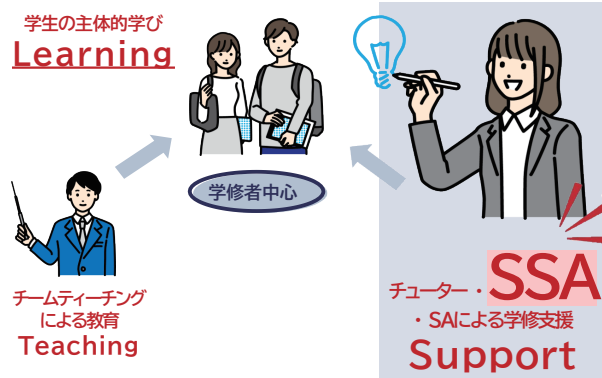 学生の主体的学び
Learning
学修者中心
チームティーチング
による教育
Teaching
チューター・SSA
・SAによる学修支援
Support